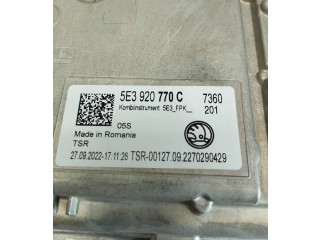 5E3 920 770 C 7360
Kombiinstrument 5E3_FPK_ 201
05S
Made in Romania
TSR
27.09.2022-17:11:26 TSR-00127.09.2270290429